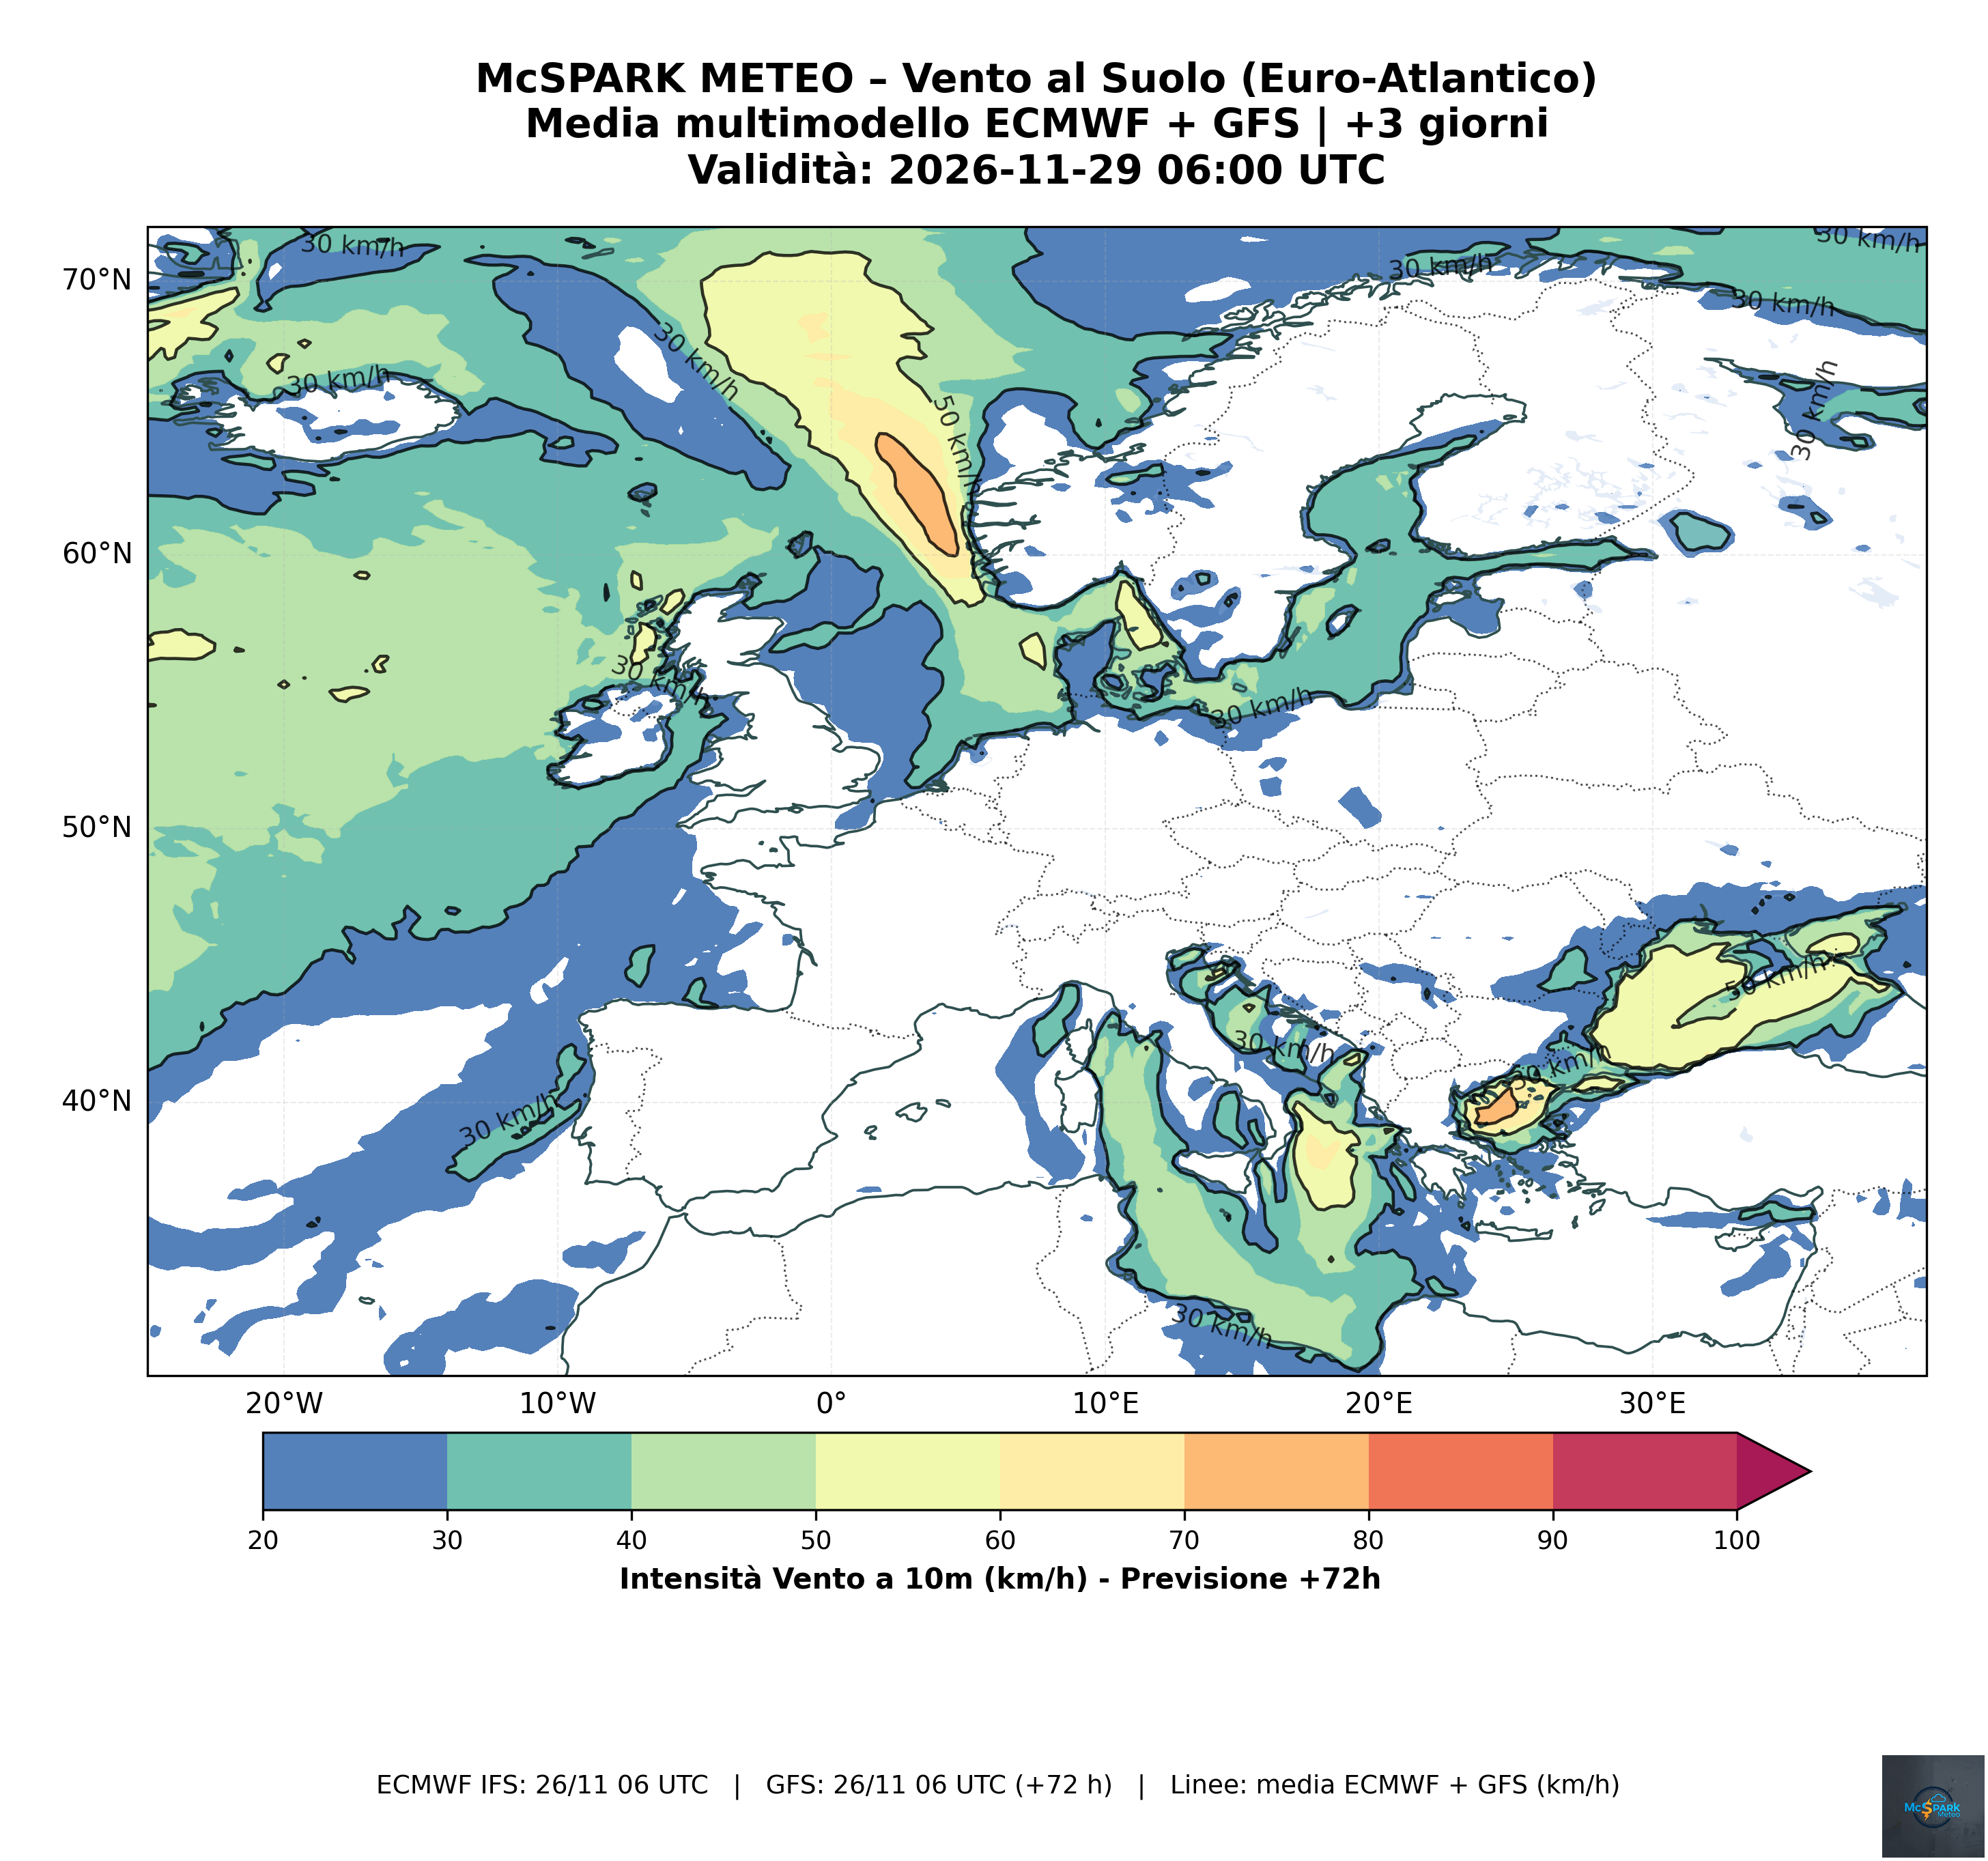 McSPARK METEO – Vento al Suolo (Euro-Atlantico)
Media multimodello ECMWF + GFS | +3 giorni
Validità: 2026-11-29 06:00 UTC
30 km/h
30 km/h
30 km/h
30 km/h
30 km/h
30 km/h
30 km/h
50 km/h
30 km/h
30 km/h
30 km/h
50 km/h
30 km/h
30 km/h
30 km/h
30 km/h
70°N
60°N
50°N
40°N
20°W 10°W 0° 10°E 20°E 30°E
20 30 40 50 60 70 80 90 100
Intensità Vento a 10m (km/h) - Previsione +72h
ECMWF IFS: 26/11 06 UTC | GFS: 26/11 06 UTC (+72 h) | Linee: media ECMWF + GFS (km/h)
McSPARK
Meteo